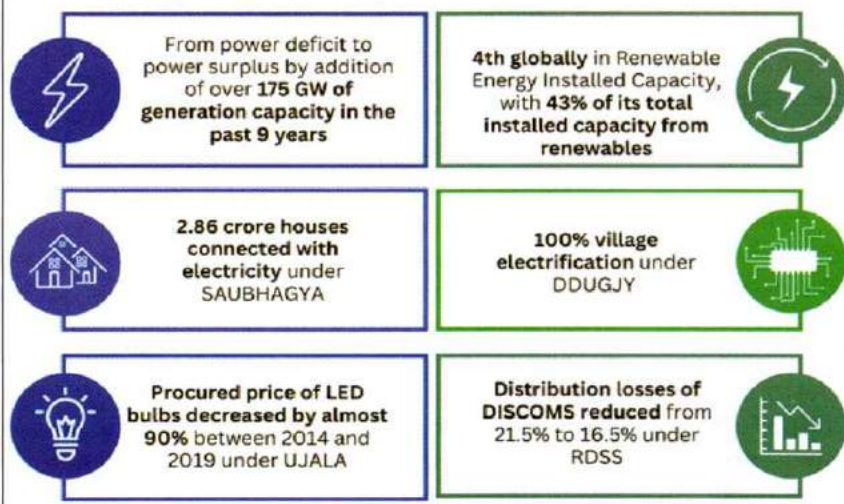 From power deficit to
power surplus by addition
of over 175 GW of
generation capacity in the
past 9 years
4th globally in Renewable
Energy Installed Capacity,
with 43% of its total
installed capacity from
renewables
2.86 crore houses
connected with
electricity under
SAUBHAGYA
100% village
electrification under
DDUGJY
Procured price of LED
bulbs decreased by almost
90% between 2014 and
2019 under UJALA
Distribution losses of
DISCOMS reduced from
21.5% to 16.5% under
RDSS